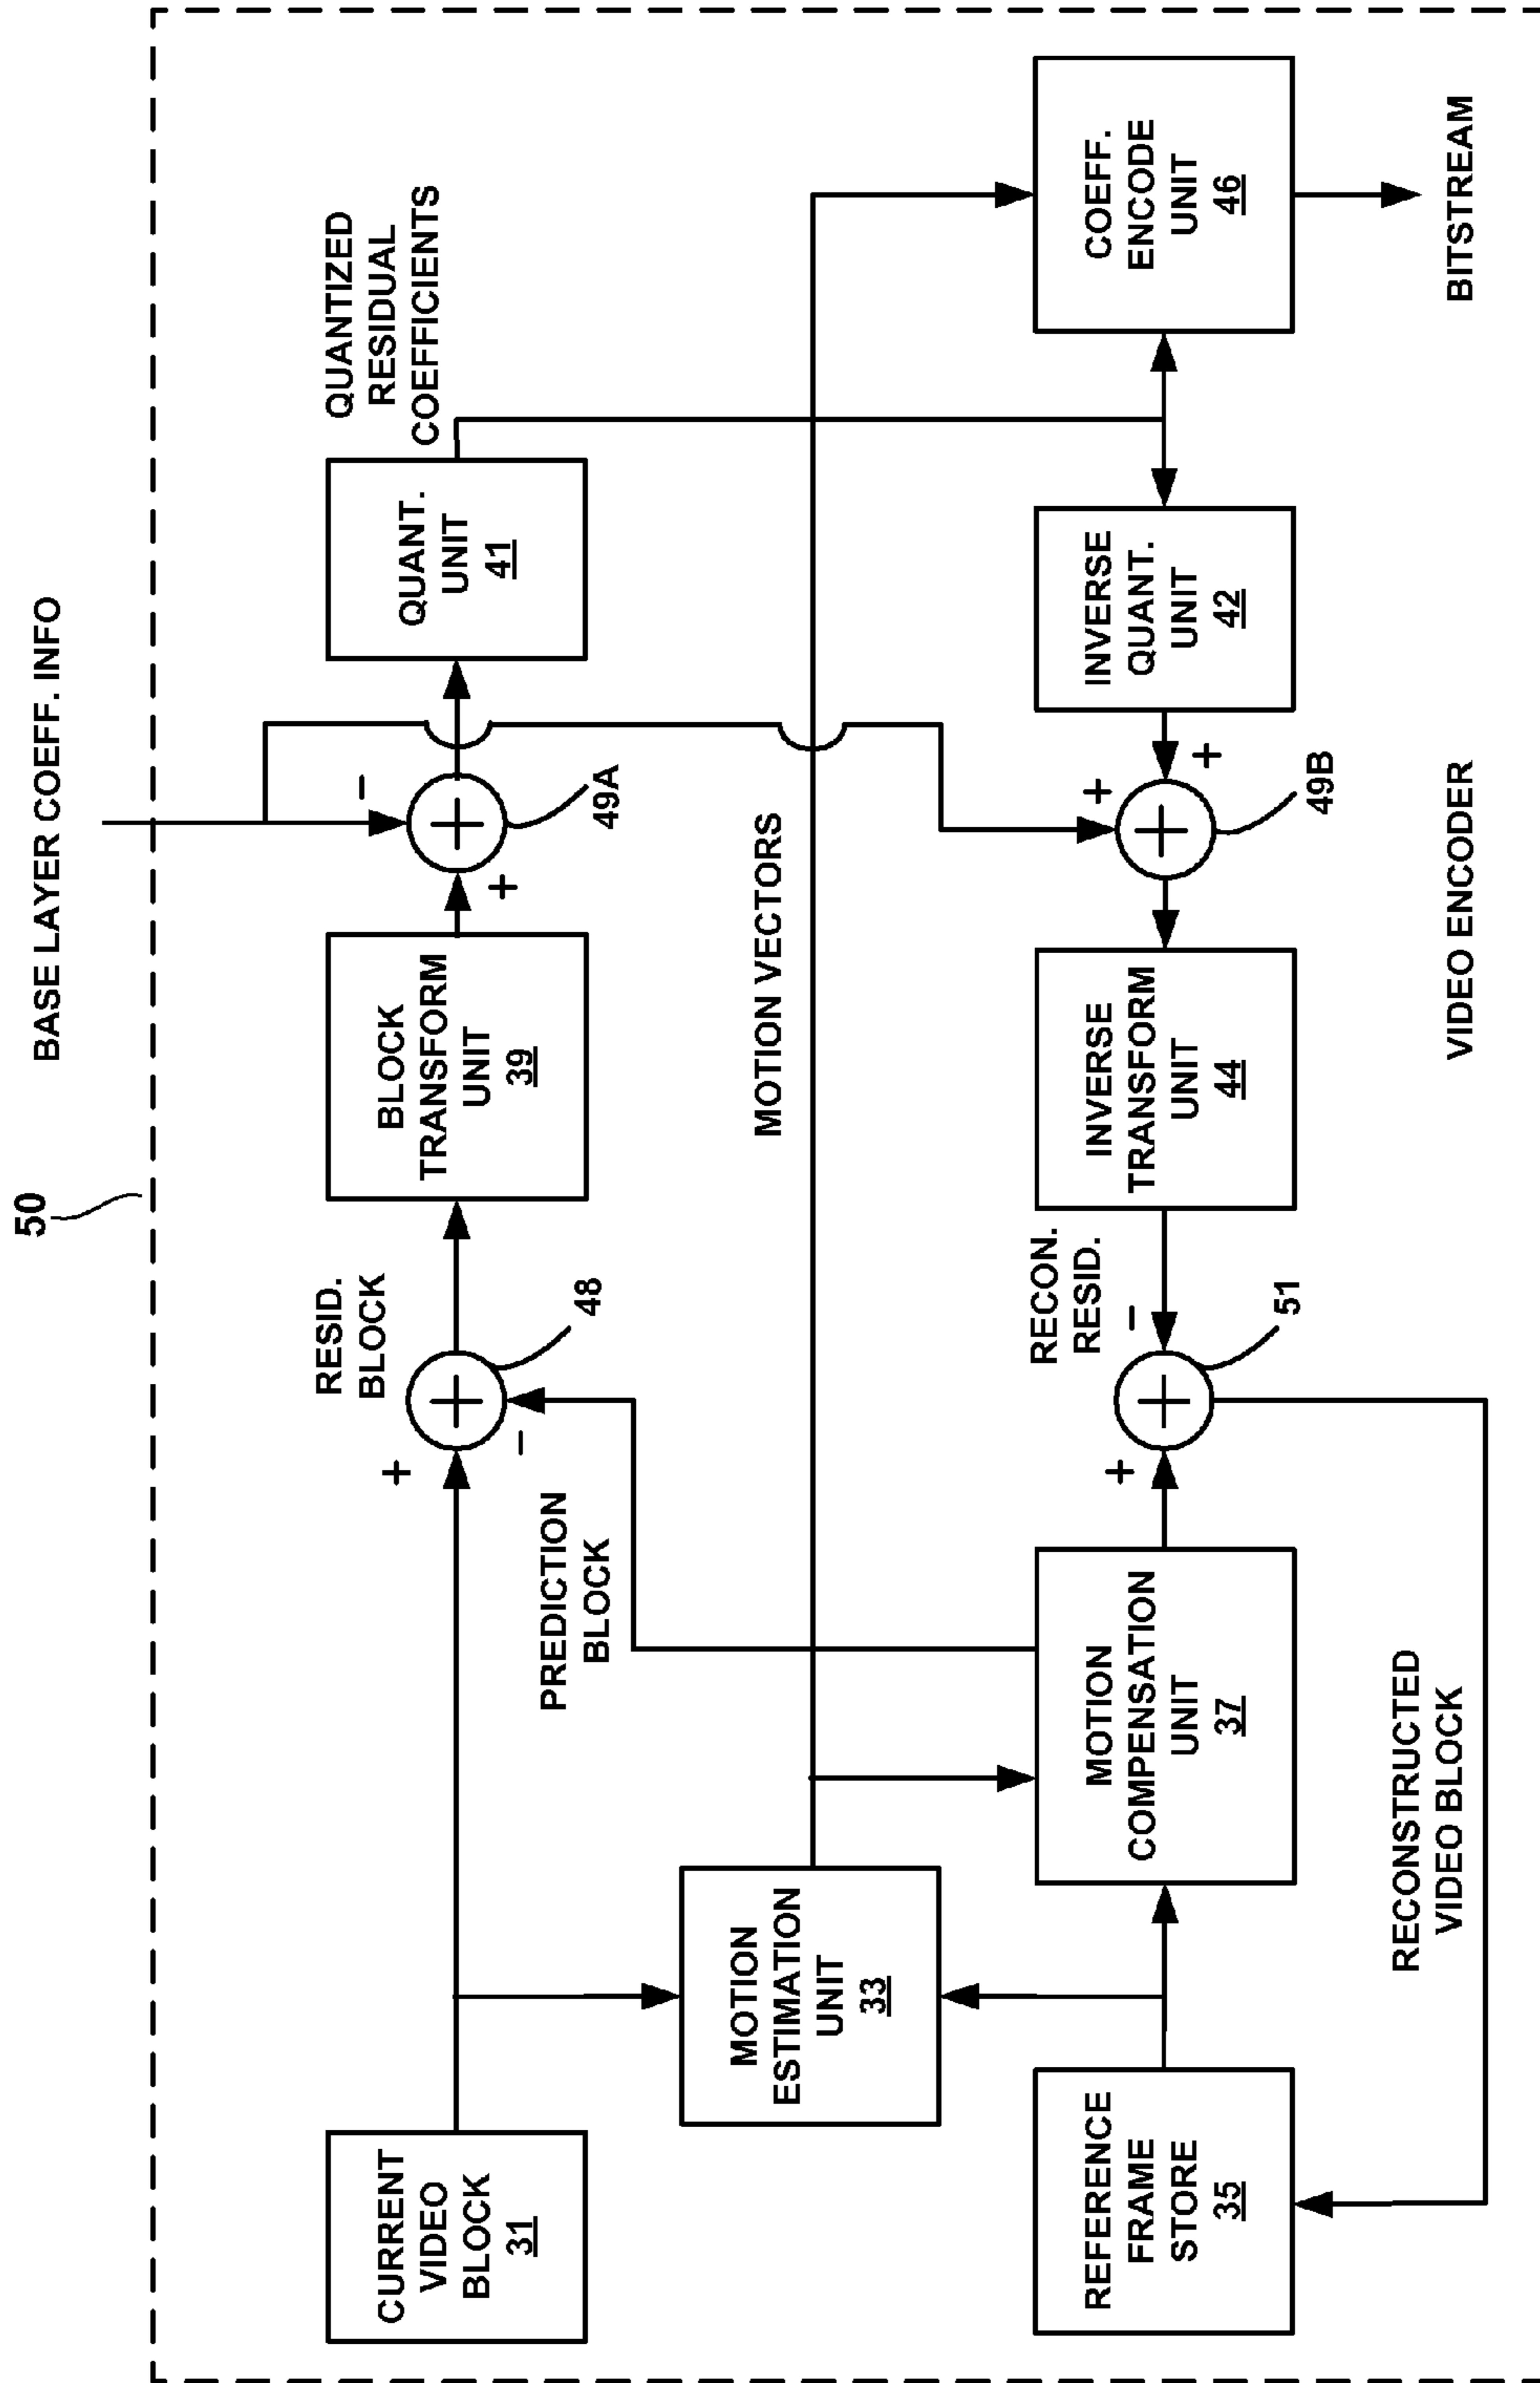 50
BASE LAYER COEFF. INFO
CURRENT
VIDEO
BLOCK
31
+
−
PREDICTION
BLOCK
RESID.
BLOCK
48
BLOCK
TRANSFORM
UNIT
39
+
−
49A
QUANT.
UNIT
41
QUANTIZED
RESIDUAL
COEFFICIENTS
MOTION
ESTIMATION
UNIT
33
MOTION VECTORS
REFERENCE
FRAME
STORE
35
MOTION
COMPENSATION
UNIT
37
+
−
RECON.
RESID.
51
INVERSE
TRANSFORM
UNIT
44
+
+
49B
INVERSE
QUANT.
UNIT
42
COEFF.
ENCODE
UNIT
46
RECONSTRUCTED
VIDEO BLOCK
VIDEO ENCODER
BITSTREAM